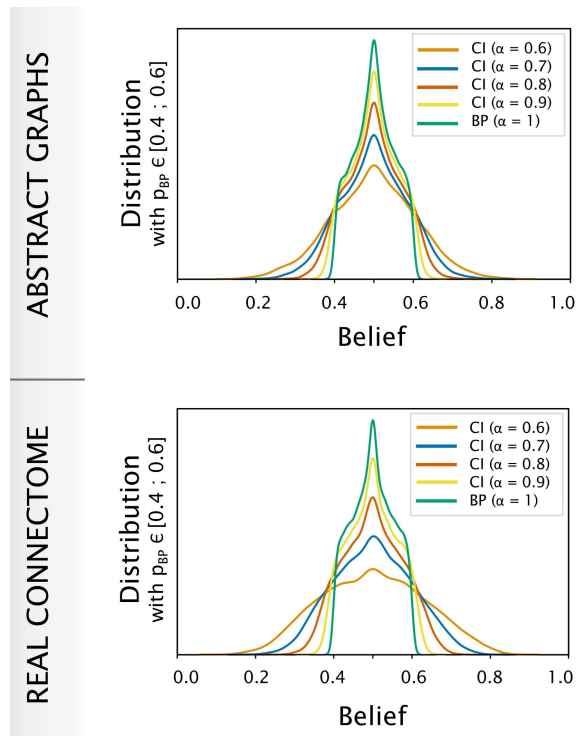 ABSTRACT GRAPHS
Distribution
with pBP ϵ [0.4 ; 0.6]
CI (α = 0.6)
CI (α = 0.7)
CI (α = 0.8)
CI (α = 0.9)
BP (α = 1)
0.0 0.2 0.4 0.6 0.8 1.0
Belief
REAL CONNECTOME
Distribution
with pBP ϵ [0.4 ; 0.6]
CI (α = 0.6)
CI (α = 0.7)
CI (α = 0.8)
CI (α = 0.9)
BP (α = 1)
0.0 0.2 0.4 0.6 0.8 1.0
Belief